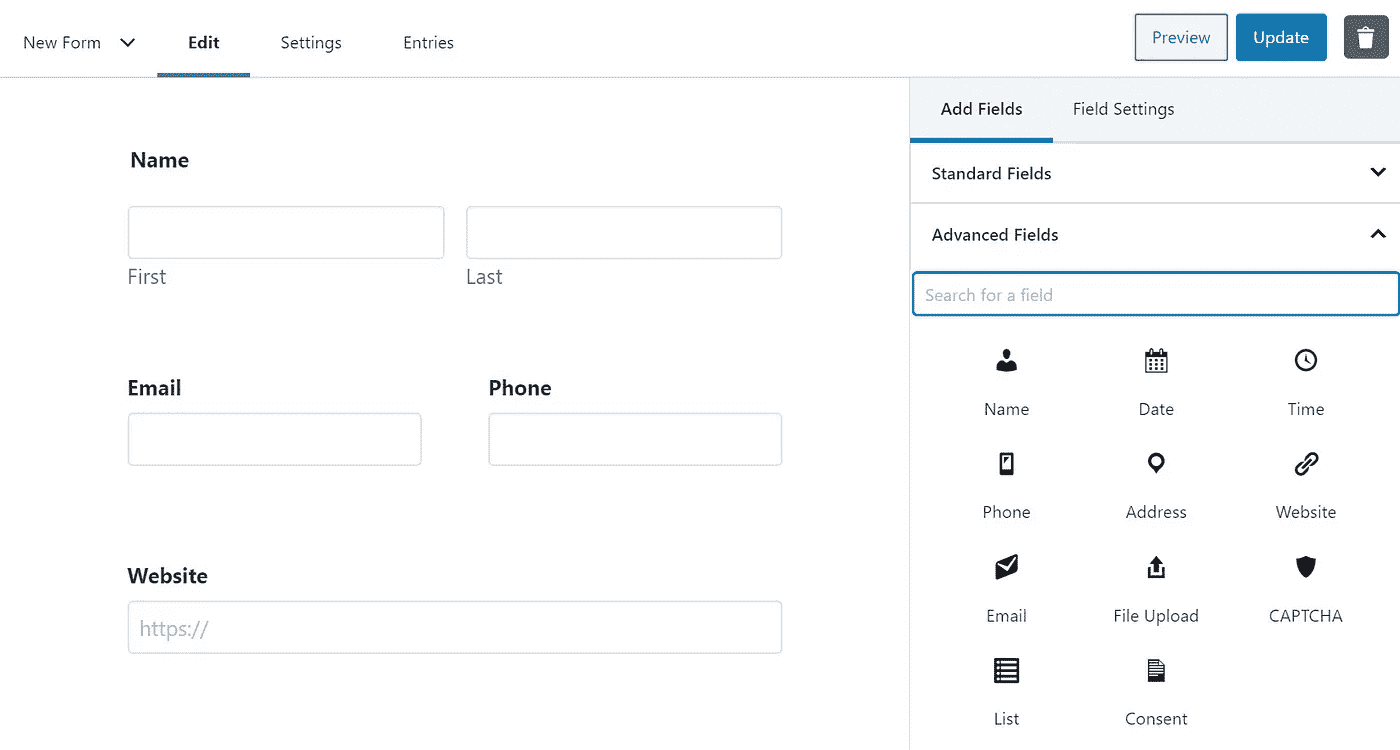 New Form Edit Settings Entries Preview Update
Add Fields Field Settings
Name
First Last
Email Phone
Website
https://
Standard Fields
Advanced Fields
Search for a field
Name Date Time
Phone Address Website
Email File Upload CAPTCHA
List Consent